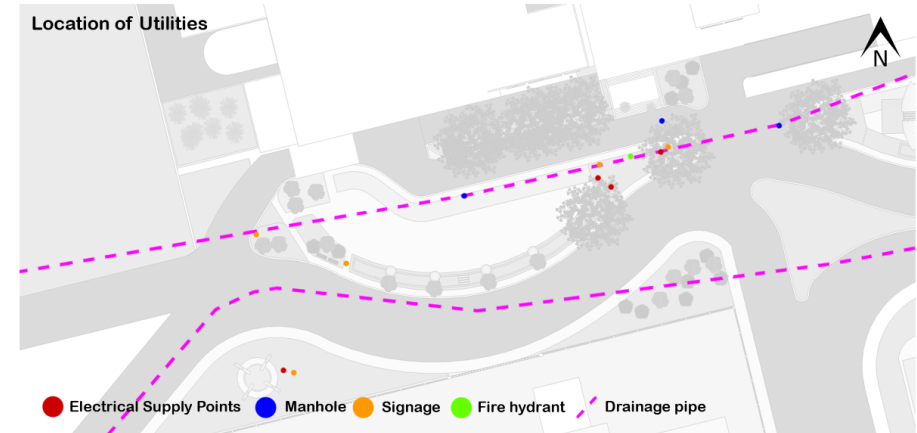 Location of Utilities
N
Electrical Supply Points
Manhole
Signage
Fire hydrant
Drainage pipe